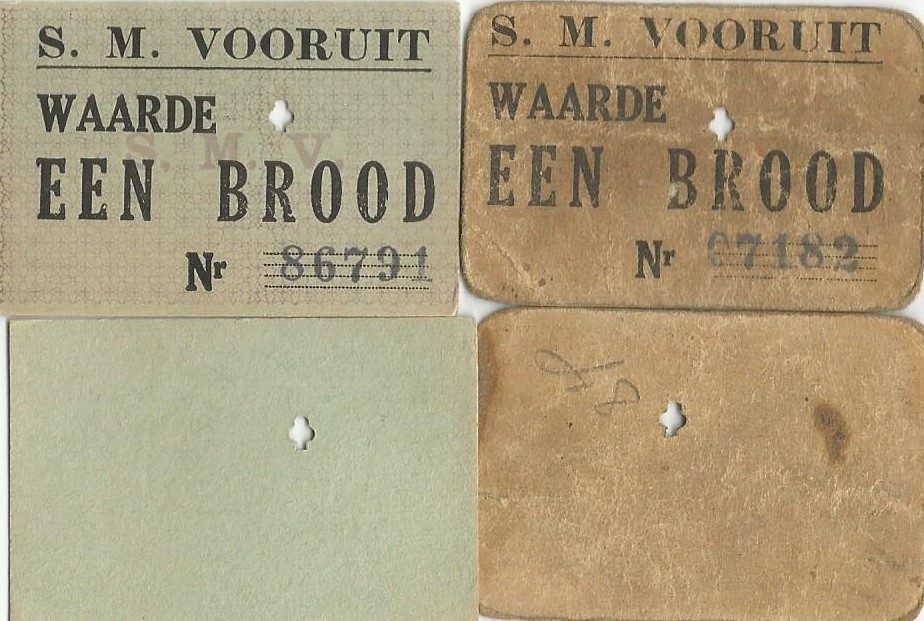 S. M. VOORUIT
WAARDE
S. M. V.
EEN BROOD
Nr 86791
S. M. VOORUIT
WAARDE
EEN BROOD
Nr 07182